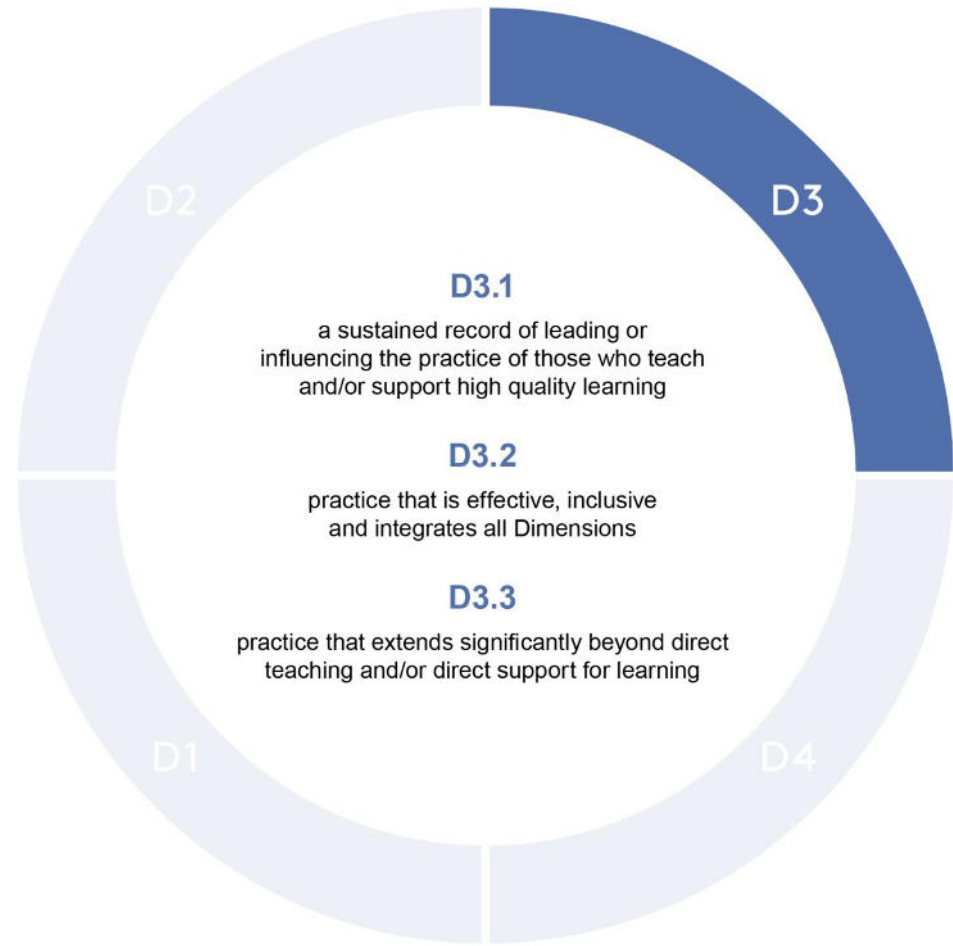 D2
D3
D3.1
a sustained record of leading or
influencing the practice of those who teach
and/or support high quality learning
D3.2
practice that is effective, inclusive
and integrates all Dimensions
D3.3
practice that extends significantly beyond direct
teaching and/or direct support for learning
D1
D4